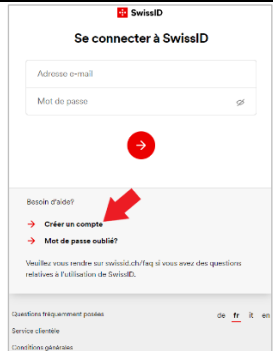 SwissID
Se connecter à SwissID
Adresse e-mail
Mot de passe
Besoin d'aide?
Créer un compte
Mot de passe oublié?
Veuillez vous rendre sur swissid.ch/faq si vous avez des questions
relatives à l'utilisation de SwissID.
Questions fréquemment posées
de fr it en
Service clientèle
Conditions générales